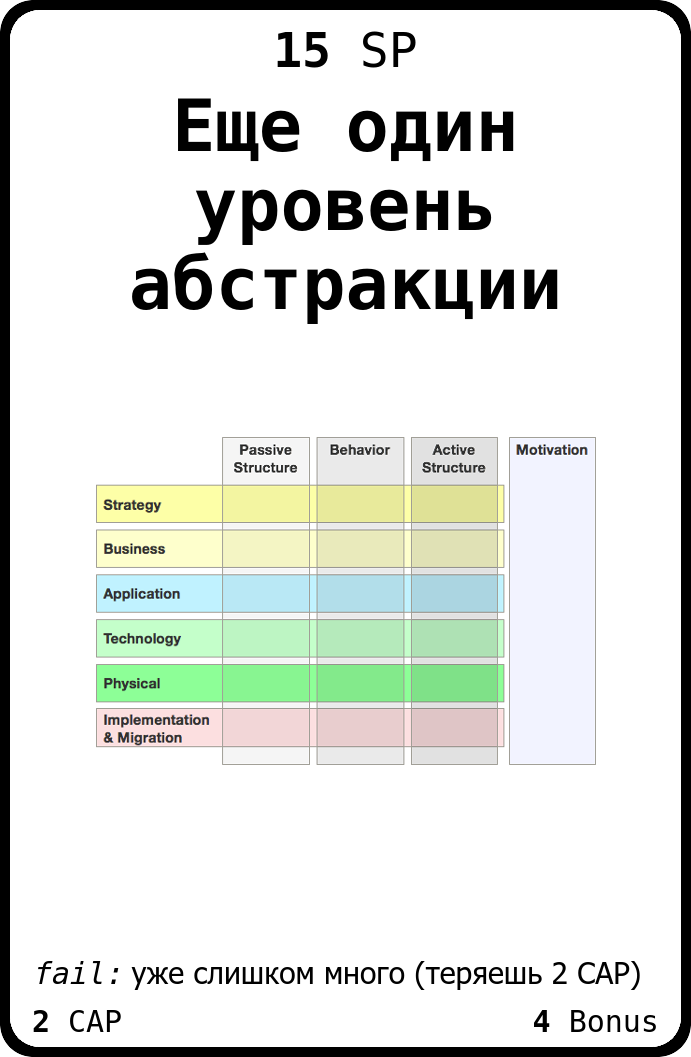 15 SP
Еще один
уровень
абстракции
Passive Structure
Behavior
Active Structure
Motivation
Strategy
Business
Application
Technology
Physical
Implementation
& Migration
fail: уже слишком много (теряешь 2 CAP)
2 CAP
4 Bonus